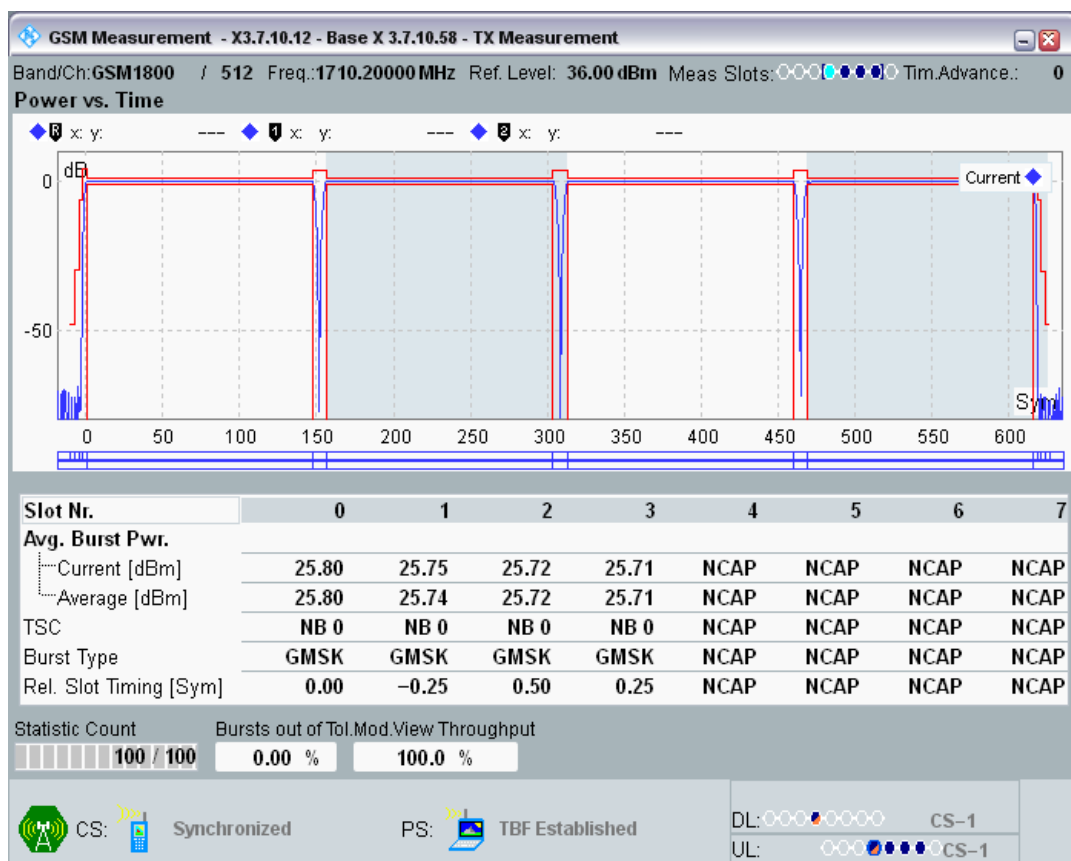 GSM Measurement - X3.7.10.12 - Base X 3.7.10.58 - TX Measurement
Band/Ch:GSM1800 / 512 Freq.:1710.20000 MHz Ref. Level: 36.00 dBm Meas Slots: Tim.Advance.: 0
Power vs. Time
R x: y: --- 1 x: y: --- 2 x: y: ---
dB
Current
0
-50
Sym
0 50 100 150 200 250 300 350 400 450 500 550 600
Slot Nr. 0 1 2 3 4 5 6 7
Avg. Burst Pwr.
Current [dBm] 25.80 25.75 25.72 25.71 NCAP NCAP NCAP NCAP
Average [dBm] 25.80 25.74 25.72 25.71 NCAP NCAP NCAP NCAP
TSC NB 0 NB 0 NB 0 NB 0 NCAP NCAP NCAP NCAP
Burst Type GMSK GMSK GMSK GMSK NCAP NCAP NCAP NCAP
Rel. Slot Timing [Sym] 0.00 −0.25 0.50 0.25 NCAP NCAP NCAP NCAP
Statistic Count Bursts out of Tol.Mod.View Throughput
100 / 100 0.00 % 100.0 %
CS: Synchronized PS: TBF Established DL: CS−1
UL: CS−1